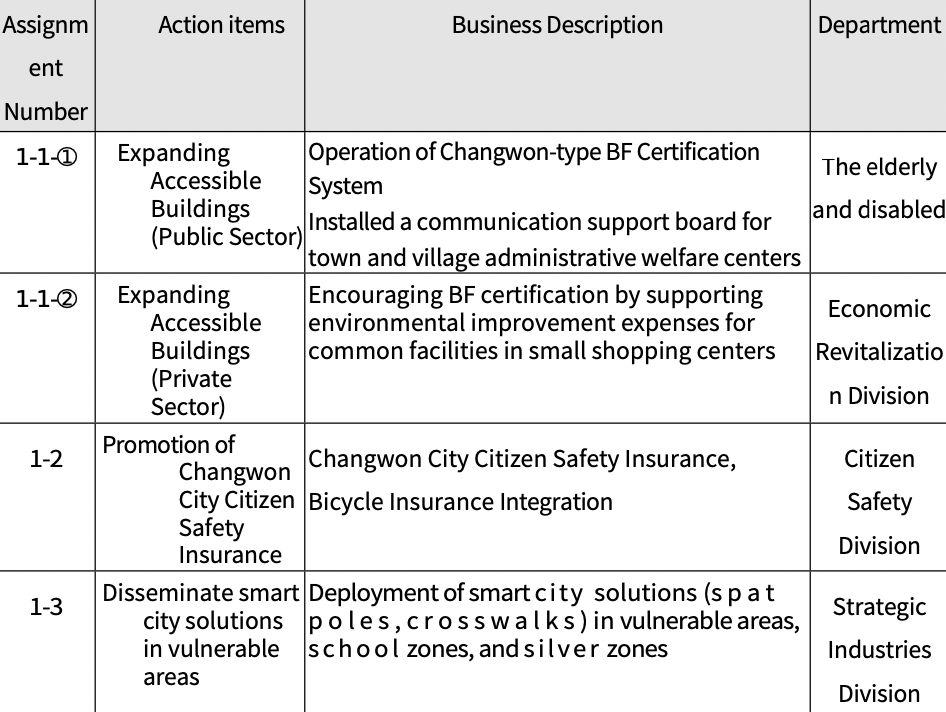 Assignm
ent
Number
Action items
Business Description
Department
1-1-①
Expanding
Accessible
Buildings
(Public Sector)
Operation of Changwon-type BF Certification
System
Installed a communication support board for
town and village administrative welfare centers
The elderly
and disabled
1-1-②
Expanding
Accessible
Buildings
(Private
Sector)
Encouraging BF certification by supporting
environmental improvement expenses for
common facilities in small shopping centers
Economic
Revitalizatio
n Division
1-2
Promotion of
Changwon
City Citizen
Safety
Insurance
Changwon City Citizen Safety Insurance,
Bicycle Insurance Integration
Citizen
Safety
Division
1-3
Disseminate smart
city solutions
in vulnerable
areas
Deployment of smart city solutions (spat
poles, crosswalks) in vulnerable areas,
school zones, and silver zones
Strategic
Industries
Division